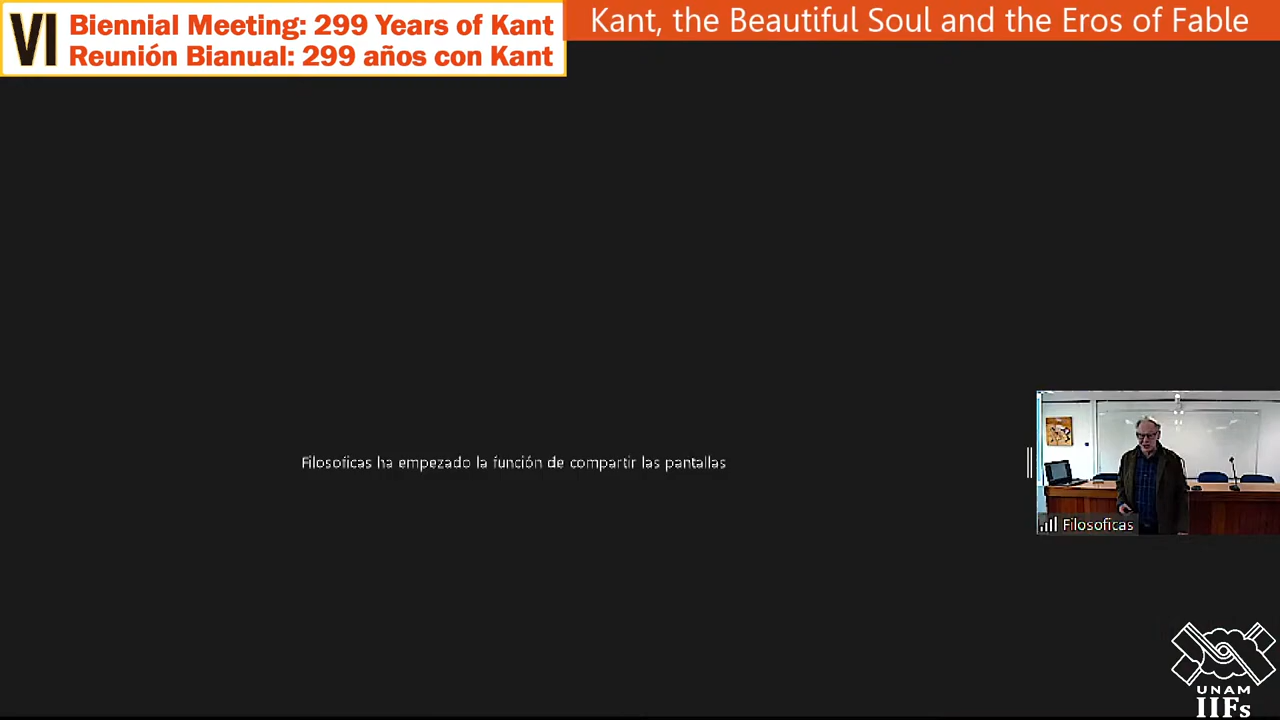 VI
Biennial Meeting: 299 Years of Kant
Reunión Bianual: 299 años con Kant
Kant, the Beautiful Soul and the Eros of Fable
Filosoficas ha empezado la función de compartir las pantallas
Filosoficas
UNAM
IIFs